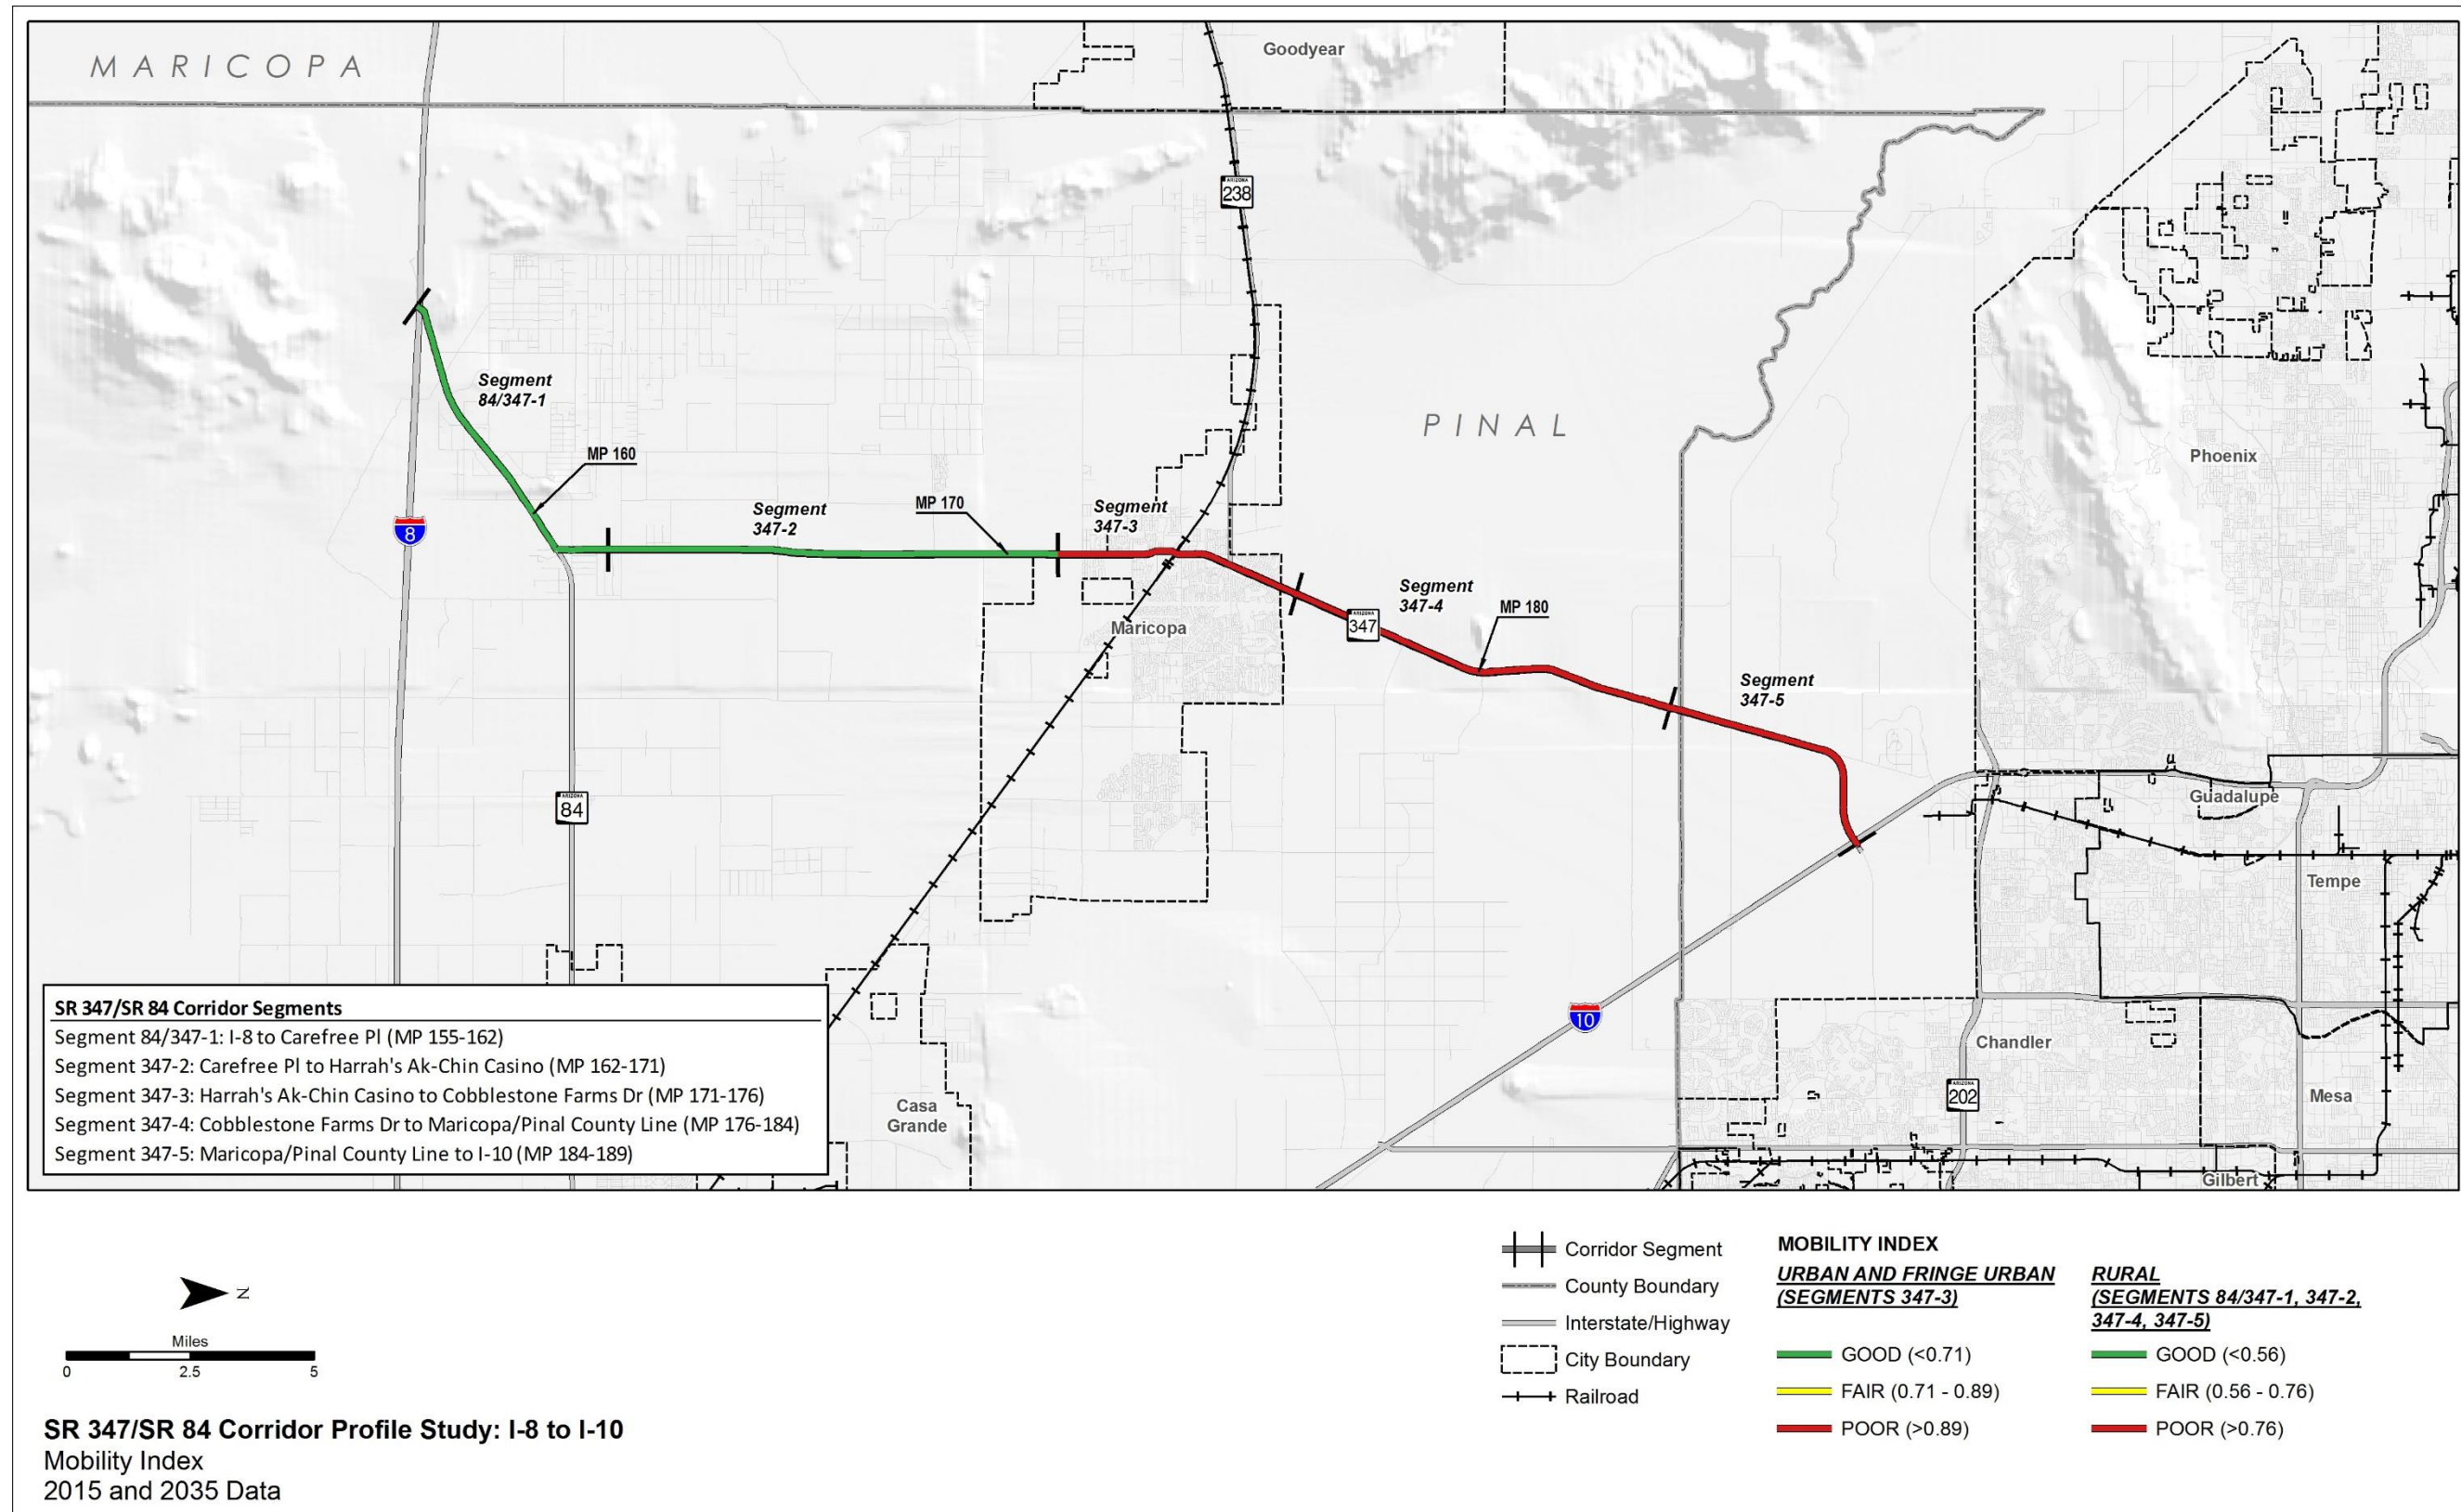 MARICOPA
Goodyear
ARIZONA
238
Segment
84/347-1
MP 160
PINAL
Phoenix
Segment
347-2
MP 170
Segment
347-3
8
Segment
347-4
MP 180
ARIZONA
347
Maricopa
Segment
347-5
ARIZONA
84
Guadalupe
Tempe
10
Chandler
ARIZONA
202
Mesa
Casa
Grande
Gilbert
SR 347/SR 84 Corridor Segments
Segment 84/347-1: I-8 to Carefree Pl (MP 155-162)
Segment 347-2: Carefree Pl to Harrah's Ak-Chin Casino (MP 162-171)
Segment 347-3: Harrah's Ak-Chin Casino to Cobblestone Farms Dr (MP 171-176)
Segment 347-4: Cobblestone Farms Dr to Maricopa/Pinal County Line (MP 176-184)
Segment 347-5: Maricopa/Pinal County Line to I-10 (MP 184-189)
N
Miles
0 2.5 5
SR 347/SR 84 Corridor Profile Study: I-8 to I-10
Mobility Index
2015 and 2035 Data
Corridor Segment
County Boundary
Interstate/Highway
City Boundary
Railroad
MOBILITY INDEX
URBAN AND FRINGE URBAN
(SEGMENTS 347-3)
GOOD (<0.71)
FAIR (0.71 - 0.89)
POOR (>0.89)
RURAL
(SEGMENTS 84/347-1, 347-2,
347-4, 347-5)
GOOD (<0.56)
FAIR (0.56 - 0.76)
POOR (>0.76)